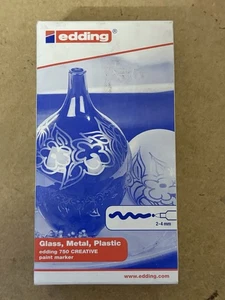 edding
2-4 mm
Glass, Metal, Plastic
edding 750 CREATIVE
paint marker
www.edding.com